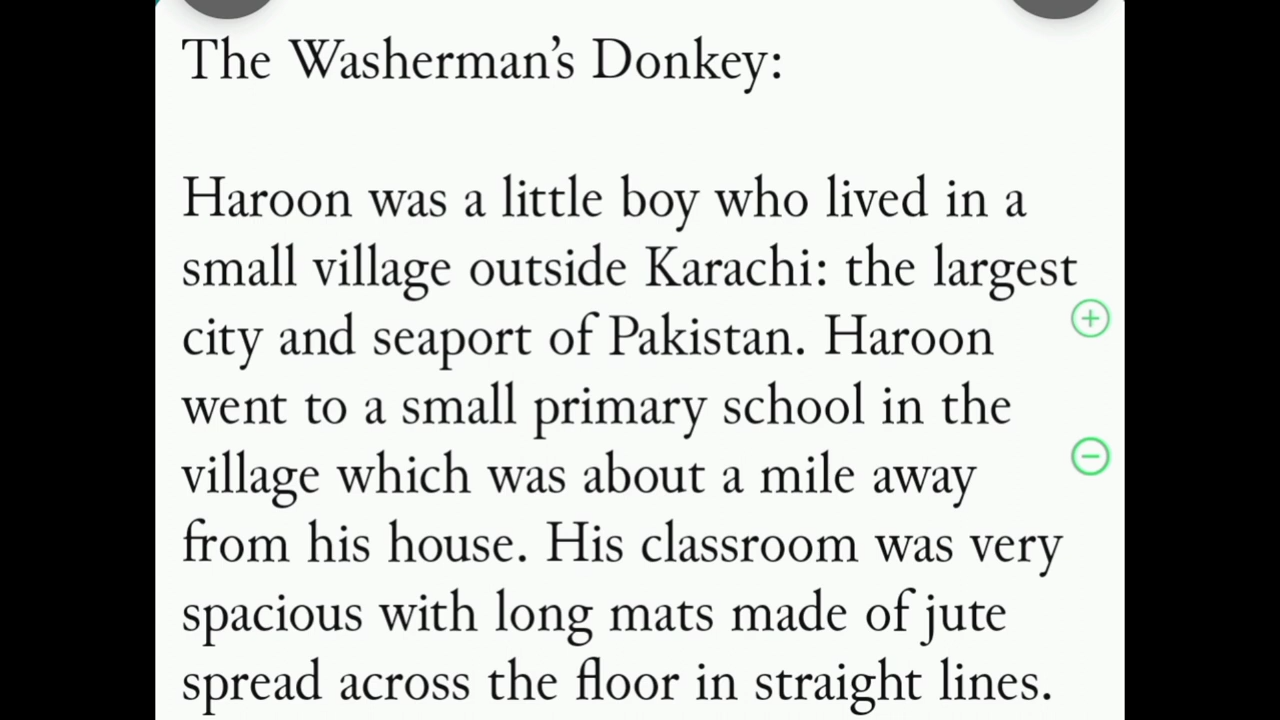 The Washerman’s Donkey:
Haroon was a little boy who lived in a
small village outside Karachi: the largest
city and seaport of Pakistan. Haroon
went to a small primary school in the
village which was about a mile away
from his house. His classroom was very
spacious with long mats made of jute
spread across the floor in straight lines.